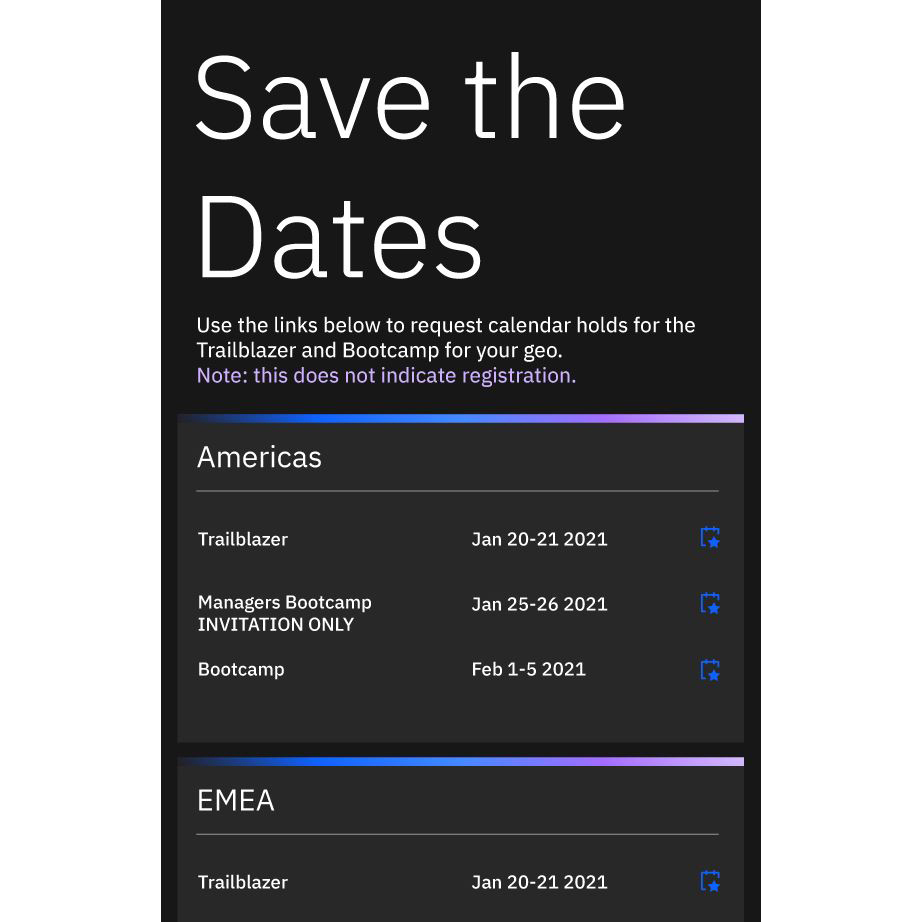 Save the
Dates
Use the links below to request calendar holds for the
Trailblazer and Bootcamp for your geo.
Note: this does not indicate registration.
Americas
Trailblazer Jan 20-21 2021
Managers Bootcamp Jan 25-26 2021
INVITATION ONLY
Bootcamp Feb 1-5 2021
EMEA
Trailblazer Jan 20-21 2021